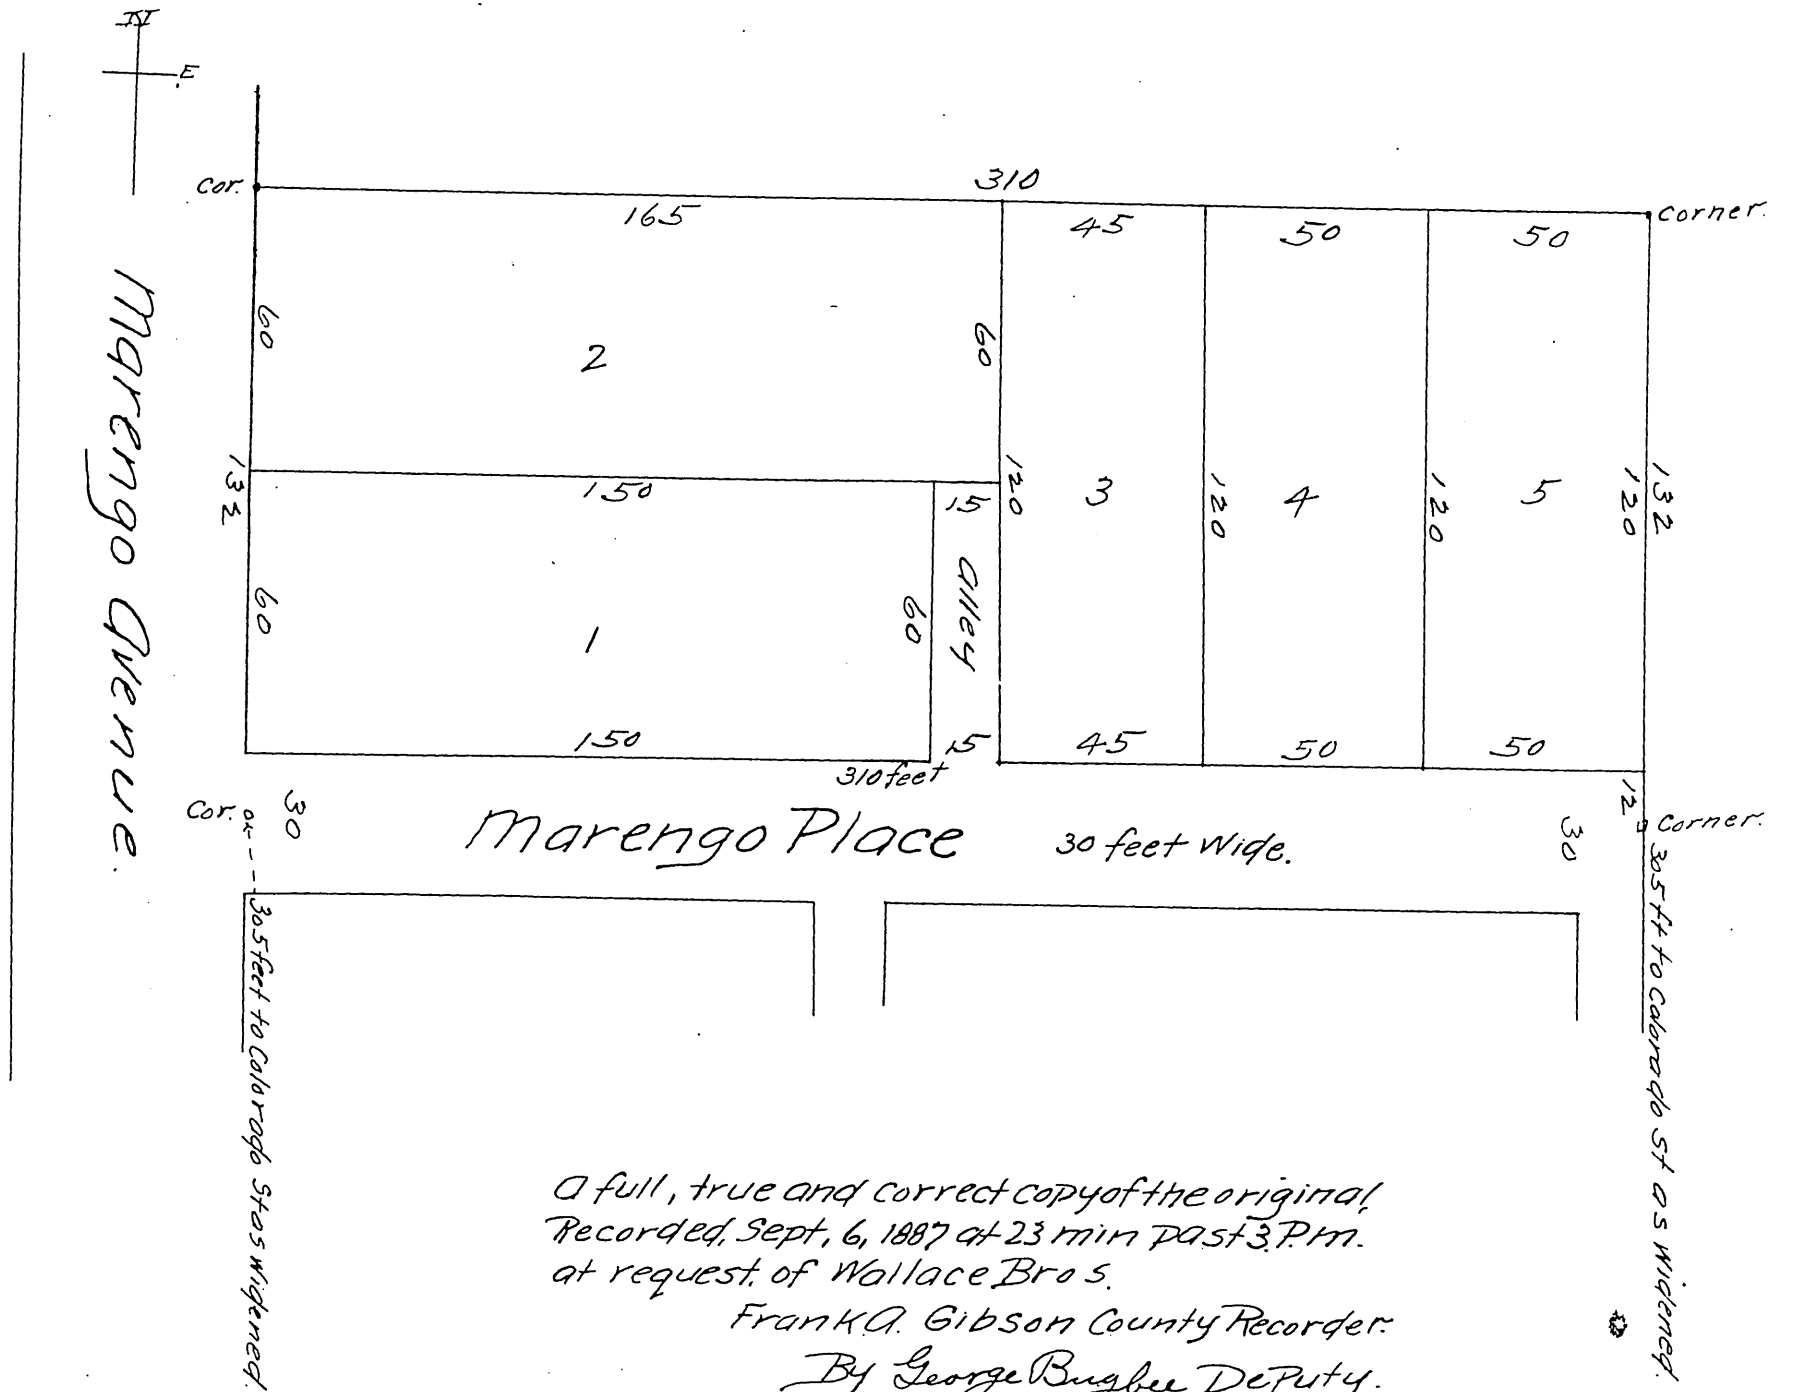 N
E
Cor.
310
Corner.
165
45
50
50
60
60
2
Marengo Avenue.
132
150
15
120
3
120
4
120
5
120
132
60
1
60
Alley
150
15
45
50
50
310 feet
12
Cor.
30
Marengo Place
30 feet Wide.
30
Corner.
305 feet to Colorado St as Widened.
305 ft to Colorado St as Widened.
A full, true and correct copy of the original,
Recorded, Sept, 6, 1887 at 23 min past 3. P.m.
at request. of Wallace Bros.
Frank A. Gibson County Recorder.
By George Bugbee Deputy.